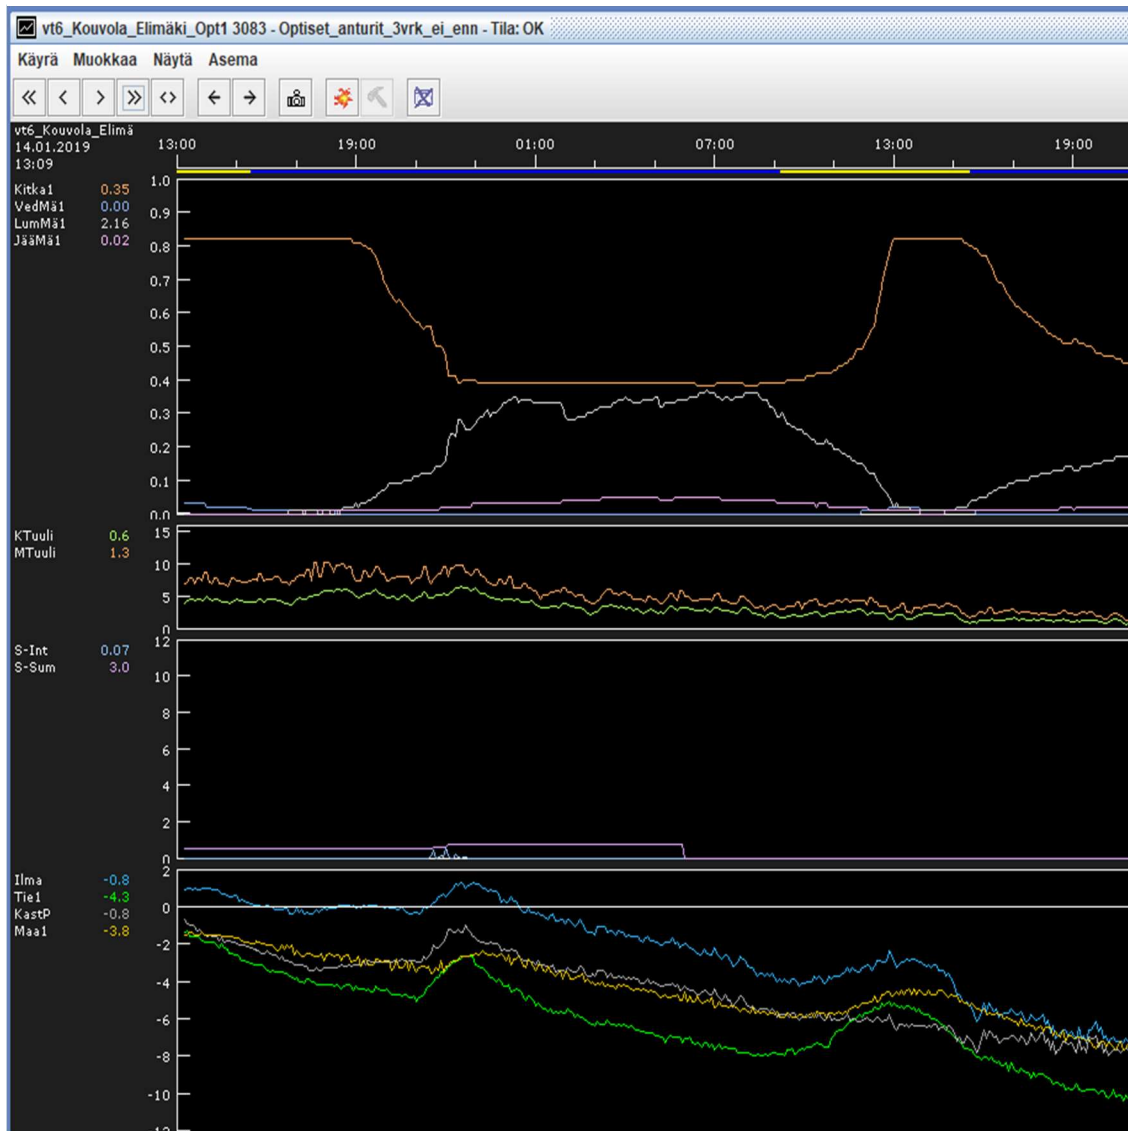 vt6_Kouvola_Elimäki_Opt1 3083 - Optiset_anturit_3vrk_ei_enn - Tila: OK
Käyrä Muokkaa Näytä Asema
vt6_Kouvola_Elimä
14.01.2019
13:09
13:00 19:00 01:00 07:00 13:00 19:00
Kitka1 0.35
VedMä1 0.00
LumMä1 2.16
JääMä1 0.02
1.0
0.9
0.8
0.7
0.6
0.5
0.4
0.3
0.2
0.1
0.0
KTuuli 0.6
MTuuli 1.3
15
10
5
0
S-Int 0.07
S-Sum 3.0
12
10
8
6
4
2
0
Ilma -0.8
Tie1 -4.3
KastP -0.8
Maa1 -3.8
2
0
-2
-4
-6
-8
-10
-12